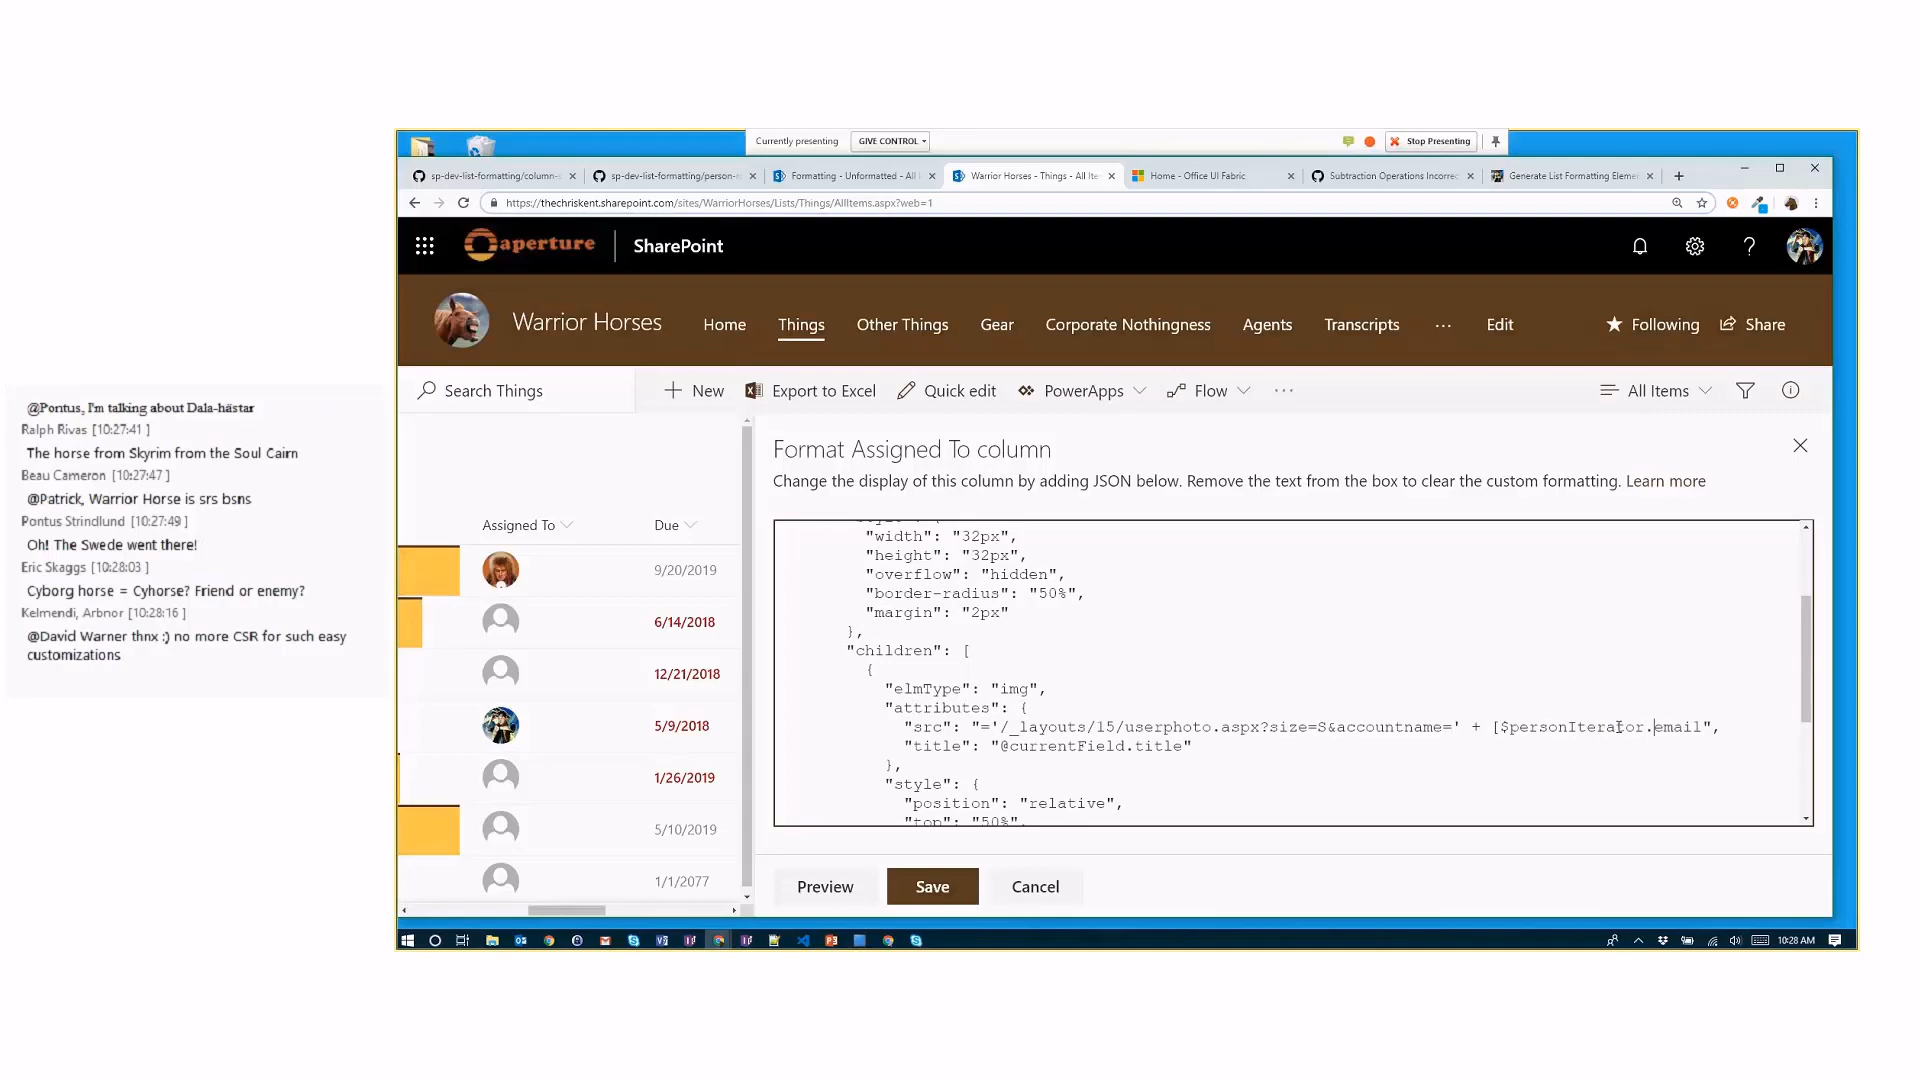 @Pontus, I'm talking about Dala-hästar
Ralph Rivas [10:27:41 ]
The horse from Skyrim from the Soul Cairn
Beau Cameron [10:27:47 ]
@Patrick, Warrior Horse is srs bsns
Pontus Strindlund [10:27:49 ]
Oh! The Swede went there!
Eric Skaggs [10:28:03 ]
Cyborg horse = Cyhorse? Friend or enemy?
Kelmendi, Arbnor [10:28:16 ]
@David Warner thnx :) no more CSR for such easy
customizations
Currently presenting GIVE CONTROL Stop Presenting
sp-dev-list-formatting/column-s sp-dev-list-formatting/person-r Formatting - Unformatted - All Warrior Horses - Things - All Ite Home - Office UI Fabric Subtraction Operations Incorrec Generate List Formatting Eleme
https://thechriskent.sharepoint.com/sites/WarriorHorses/Lists/Things/AllItems.aspx?web=1
aperture SharePoint
Warrior Horses Home Things Other Things Gear Corporate Nothingness Agents Transcripts ... Edit Following Share
Search Things New Export to Excel Quick edit PowerApps Flow ... All Items
Format Assigned To column
Change the display of this column by adding JSON below. Remove the text from the box to clear the custom formatting. Learn more
Assigned To Due
9/20/2019
6/14/2018
12/21/2018
5/9/2018
1/26/2019
5/10/2019
1/1/2077
"width": "32px",
"height": "32px",
"overflow": "hidden",
"border-radius": "50%",
"margin": "2px"
},
"children": [
{
"elmType": "img",
"attributes": {
"src": "='/_layouts/15/userphoto.aspx?size=S&accountname=' + [$personIterator.email",
"title": "@currentField.title"
},
"style": {
"position": "relative",
"top": "50%",
Preview Save Cancel
10:28 AM